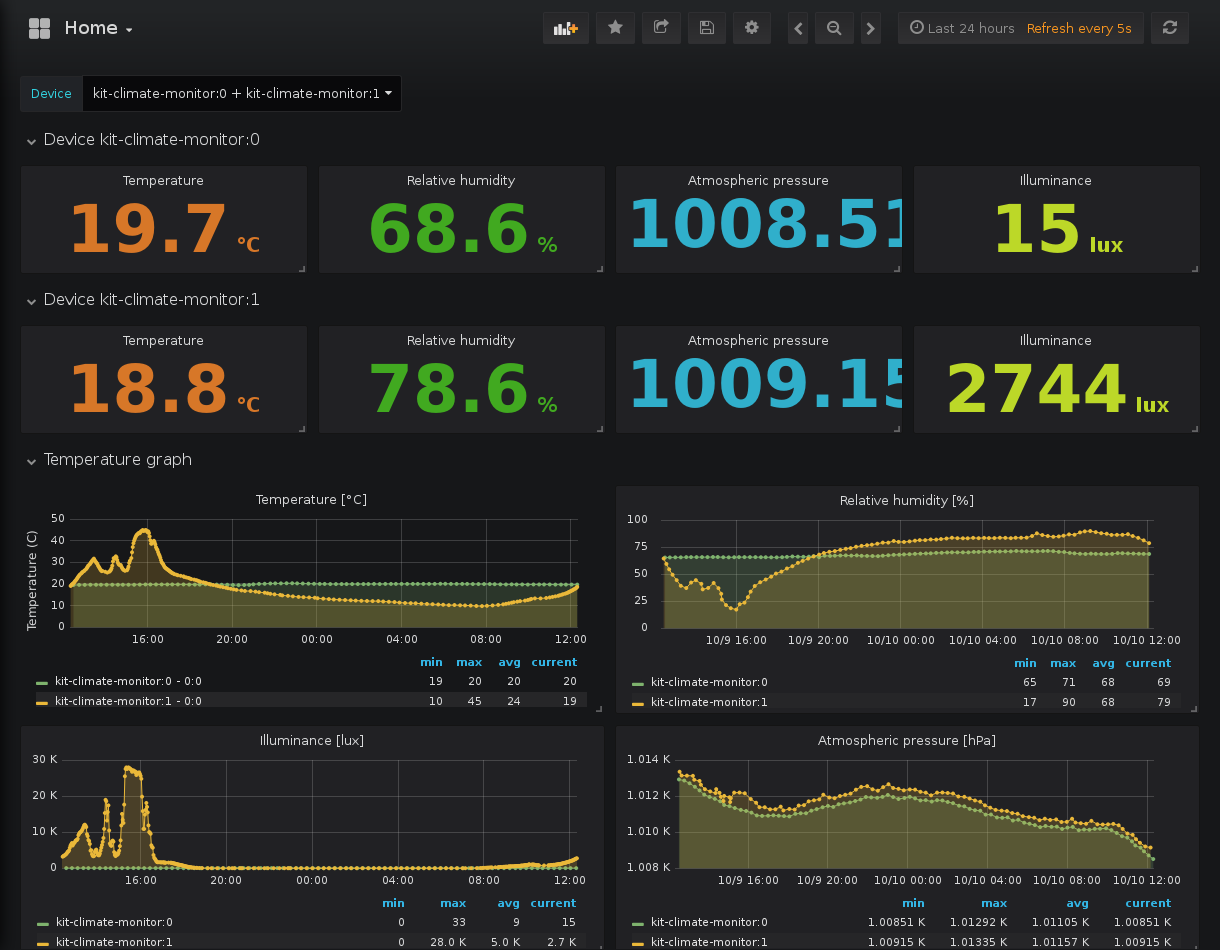 Home
Last 24 hours Refresh every 5s
Device kit-climate-monitor:0 + kit-climate-monitor:1
Device kit-climate-monitor:0
Temperature Relative humidity Atmospheric pressure Illuminance
19.7 °C 68.6 % 1008.51 15 lux
Device kit-climate-monitor:1
Temperature Relative humidity Atmospheric pressure Illuminance
18.8 °C 78.6 % 1009.15 2744 lux
Temperature graph
Temperature [°C]
Temperature (C)
50
40
30
20
10
0
16:00 20:00 00:00 04:00 08:00 12:00
min max avg current
kit-climate-monitor:0 - 0:0 19 20 20 20
kit-climate-monitor:1 - 0:0 10 45 24 19
Relative humidity [%]
100
75
50
25
0
10/9 16:00 10/9 20:00 10/10 00:00 10/10 04:00 10/10 08:00 10/10 12:00
min max avg current
kit-climate-monitor:0 65 71 68 69
kit-climate-monitor:1 17 90 68 79
Illuminance [lux]
30 K
20 K
10 K
0
16:00 20:00 00:00 04:00 08:00 12:00
min max avg current
kit-climate-monitor:0 0 33 9 15
kit-climate-monitor:1 0 28.0 K 5.0 K 2.7 K
Atmospheric pressure [hPa]
1.014 K
1.012 K
1.010 K
1.008 K
10/9 16:00 10/9 20:00 10/10 00:00 10/10 04:00 10/10 08:00 10/10 12:00
min max avg current
kit-climate-monitor:0 1.00851 K 1.01292 K 1.01105 K 1.00851 K
kit-climate-monitor:1 1.00915 K 1.01335 K 1.01157 K 1.00915 K